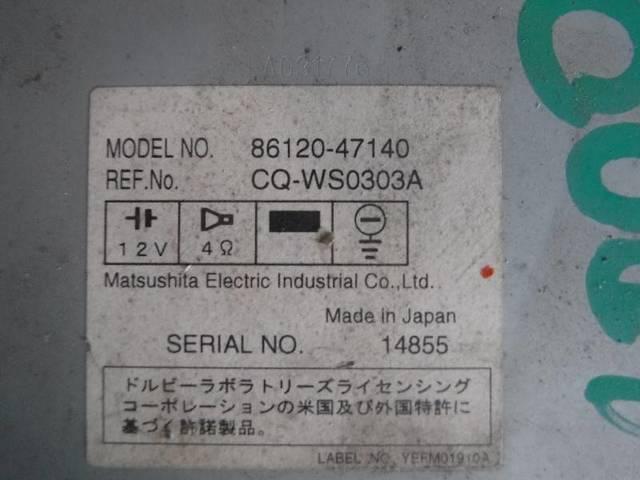 MODEL NO. 86120-47140
REF.No. CQ-WS0303A
12V 4Ω
Matsushita Electric Industrial Co.,Ltd.
Made in Japan
SERIAL NO. 14855
ドルビーラボラトリーズライセンシング
コーポレーションの米国及び外国特許に
基づく許諾製品。
LABEL NO. YEFM01910A